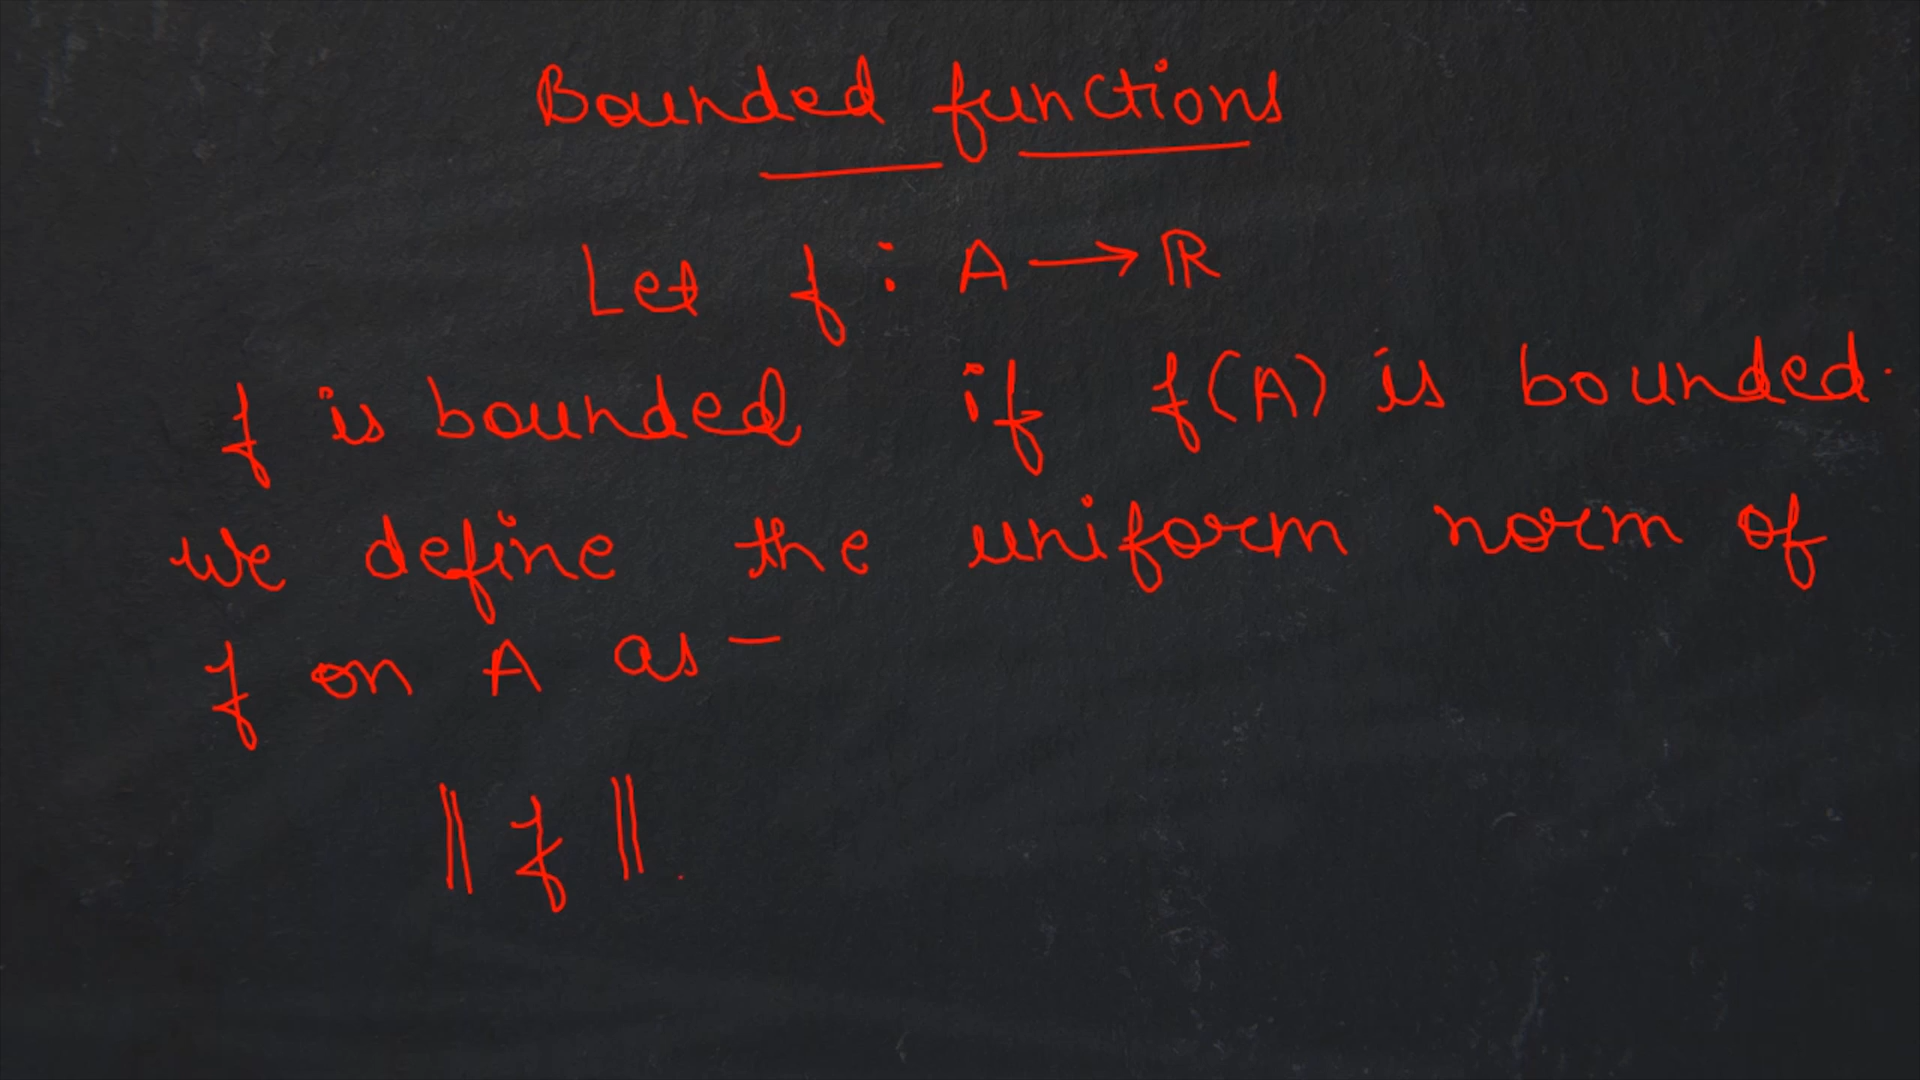 Bounded functions
Let f : A → ℝ
f is bounded if f(A) is bounded.
we define the uniform norm of
f on A as –
|| f ||.